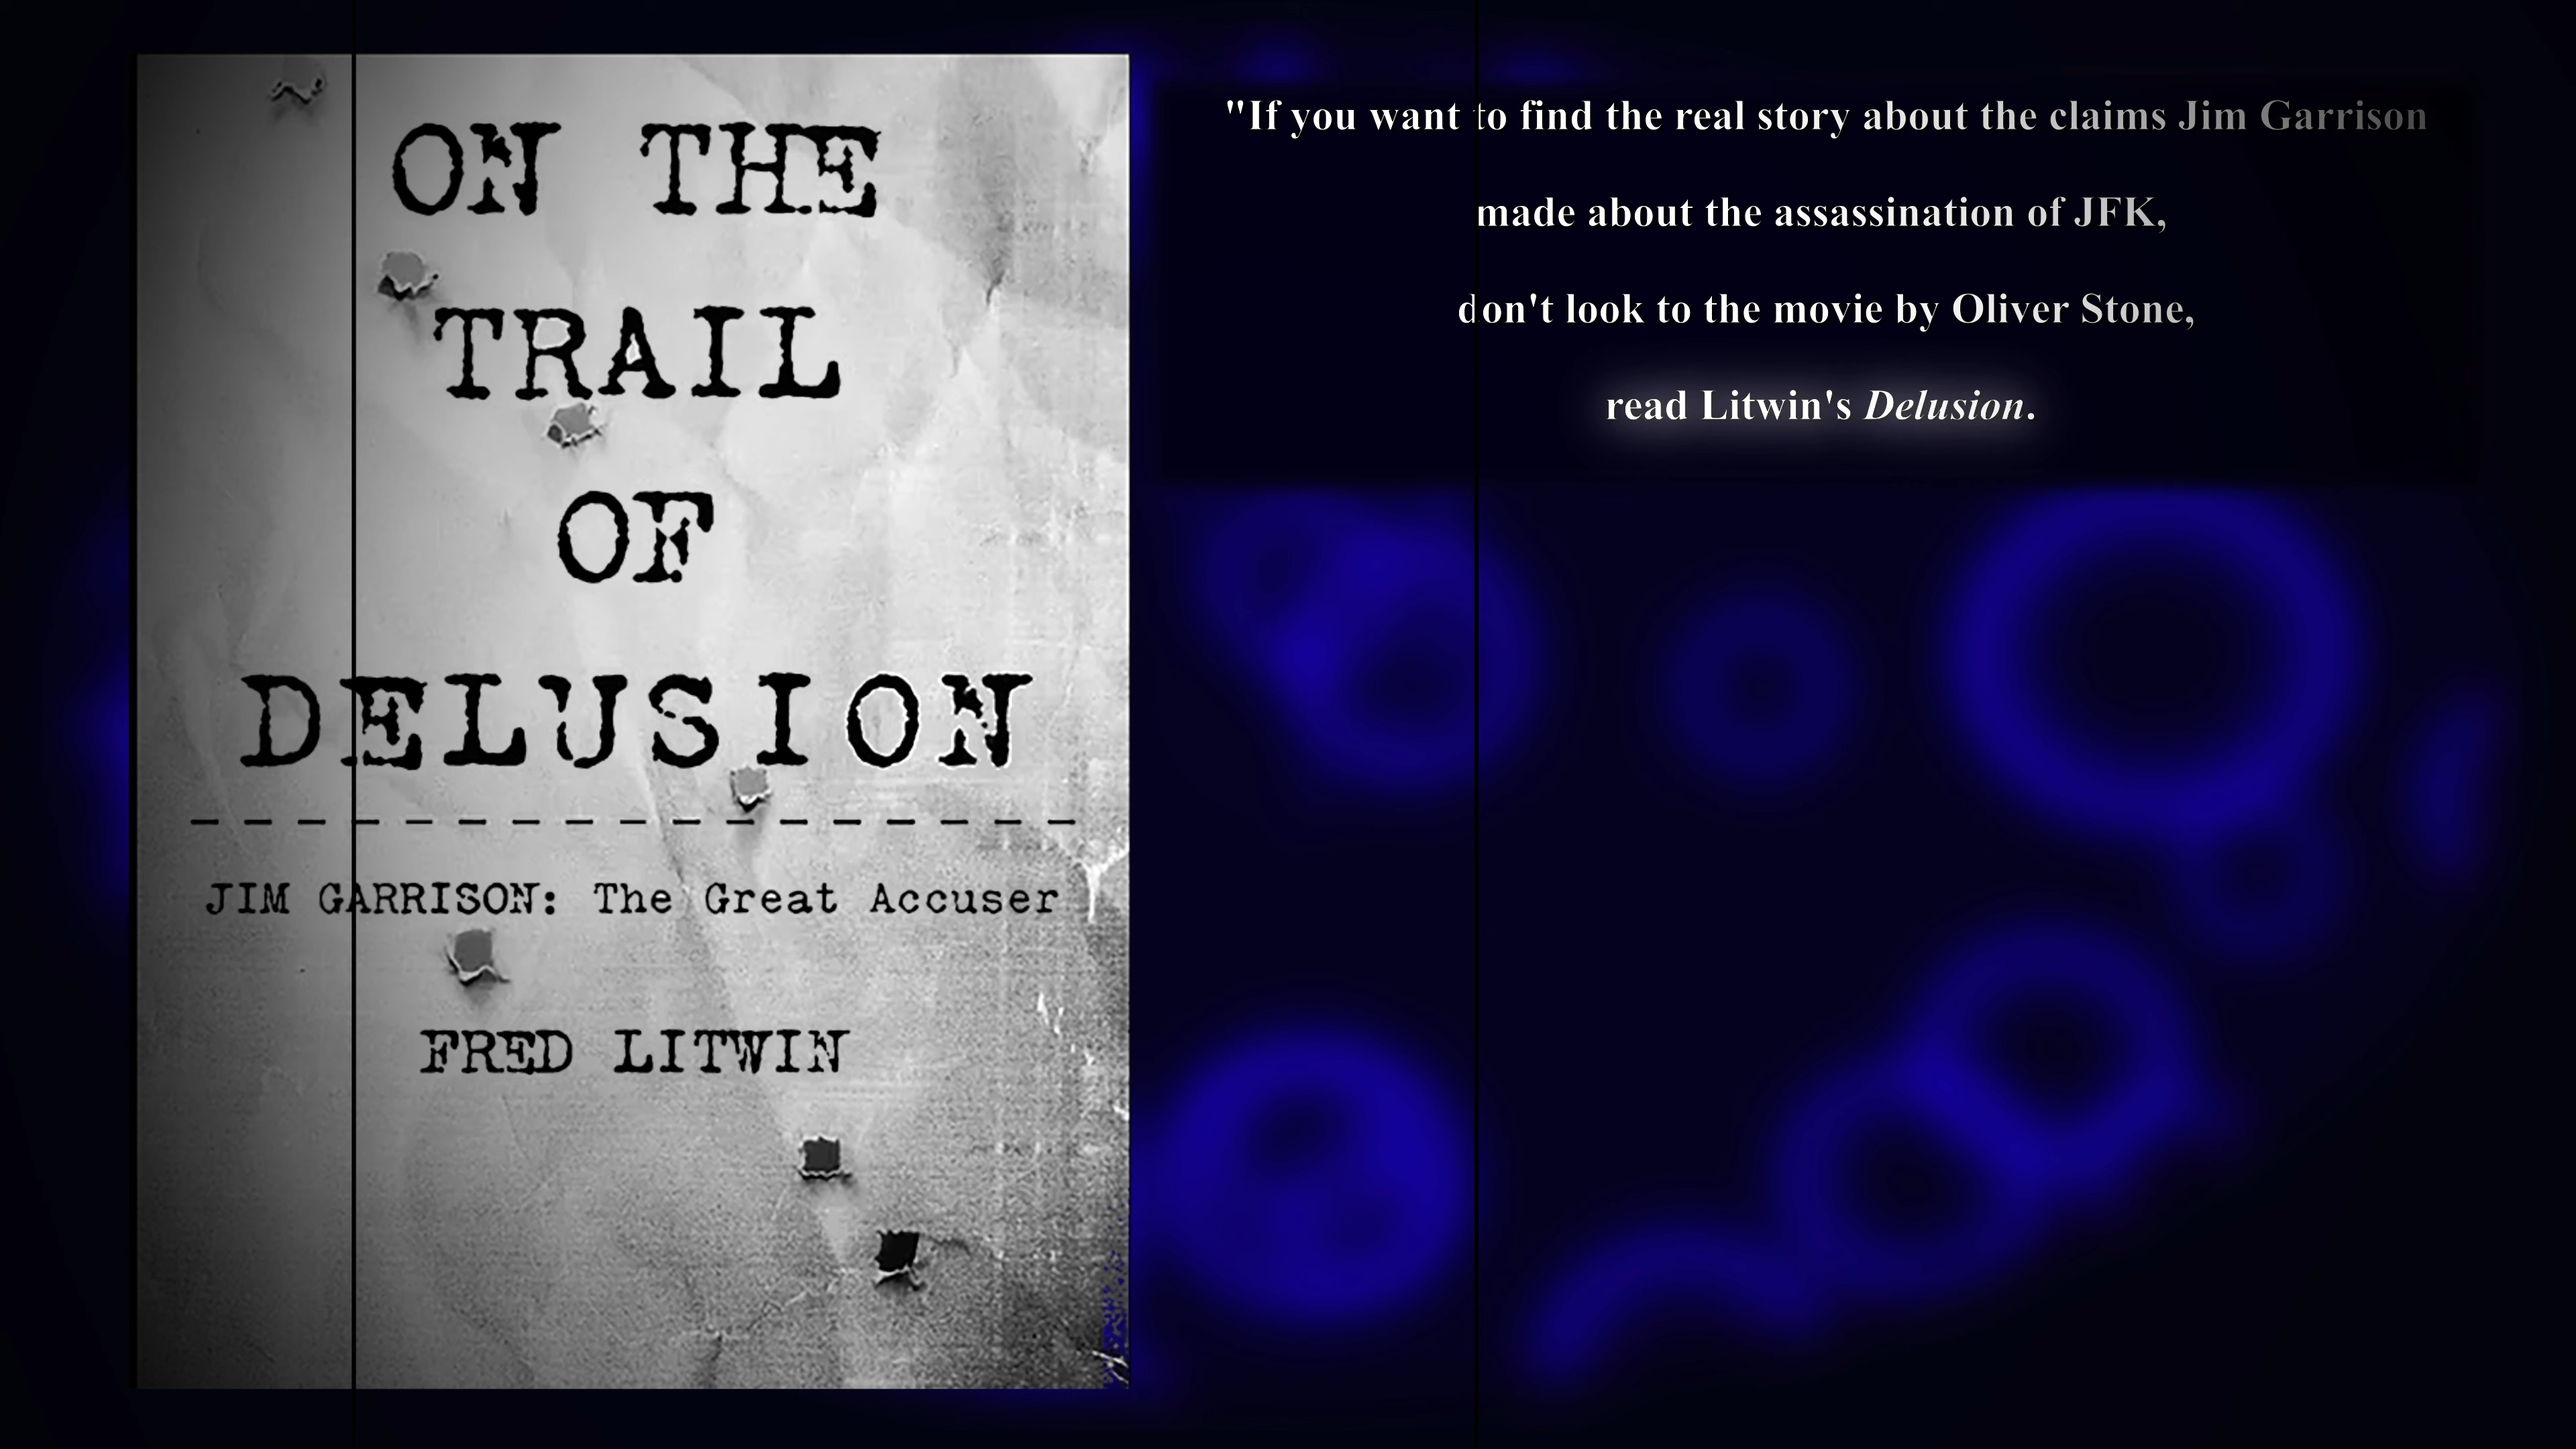 ON THE
TRAIL
OF
DELUSION
JIM GARRISON: The Great Accuser
FRED LITWIN
"If you want to find the real story about the claims Jim Garrison
made about the assassination of JFK,
don't look to the movie by Oliver Stone,
read Litwin's Delusion.